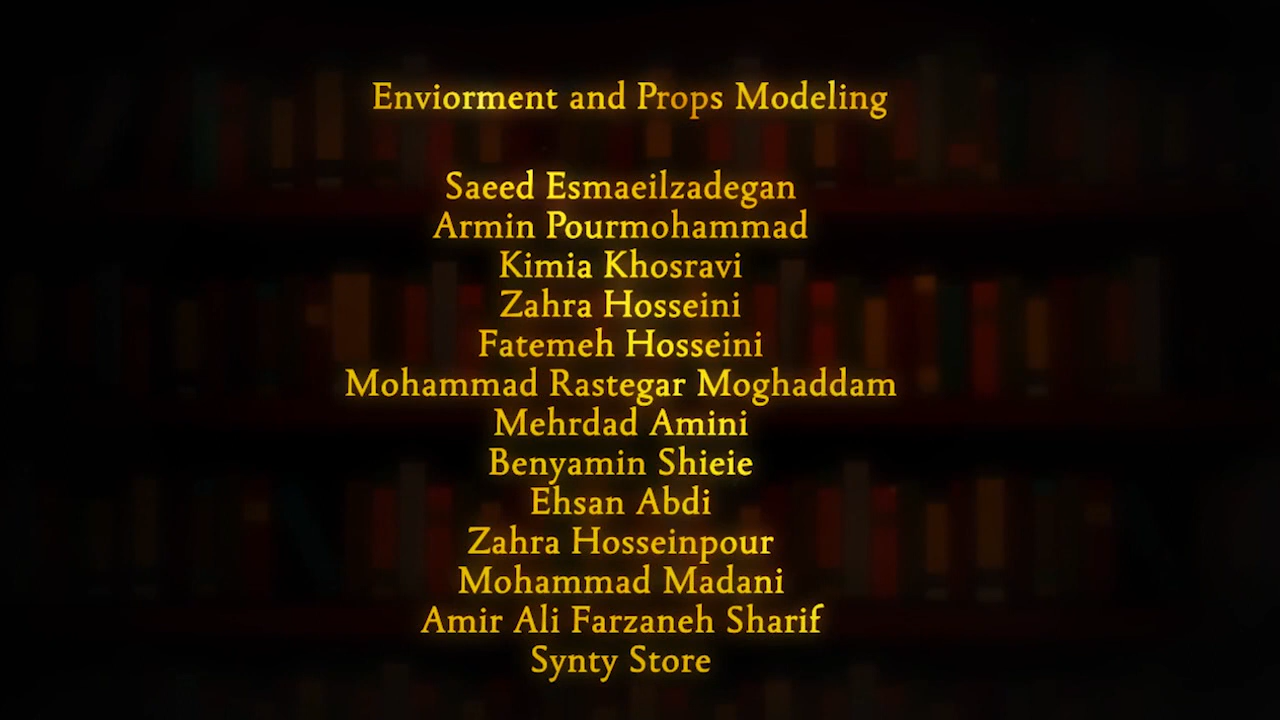 Enviorment and Props Modeling
Saeed Esmaeilzadegan
Armin Pourmohammad
Kimia Khosravi
Zahra Hosseini
Fatemeh Hosseini
Mohammad Rastegar Moghaddam
Mehrdad Amini
Benyamin Shieie
Ehsan Abdi
Zahra Hosseinpour
Mohammad Madani
Amir Ali Farzaneh Sharif
Synty Store